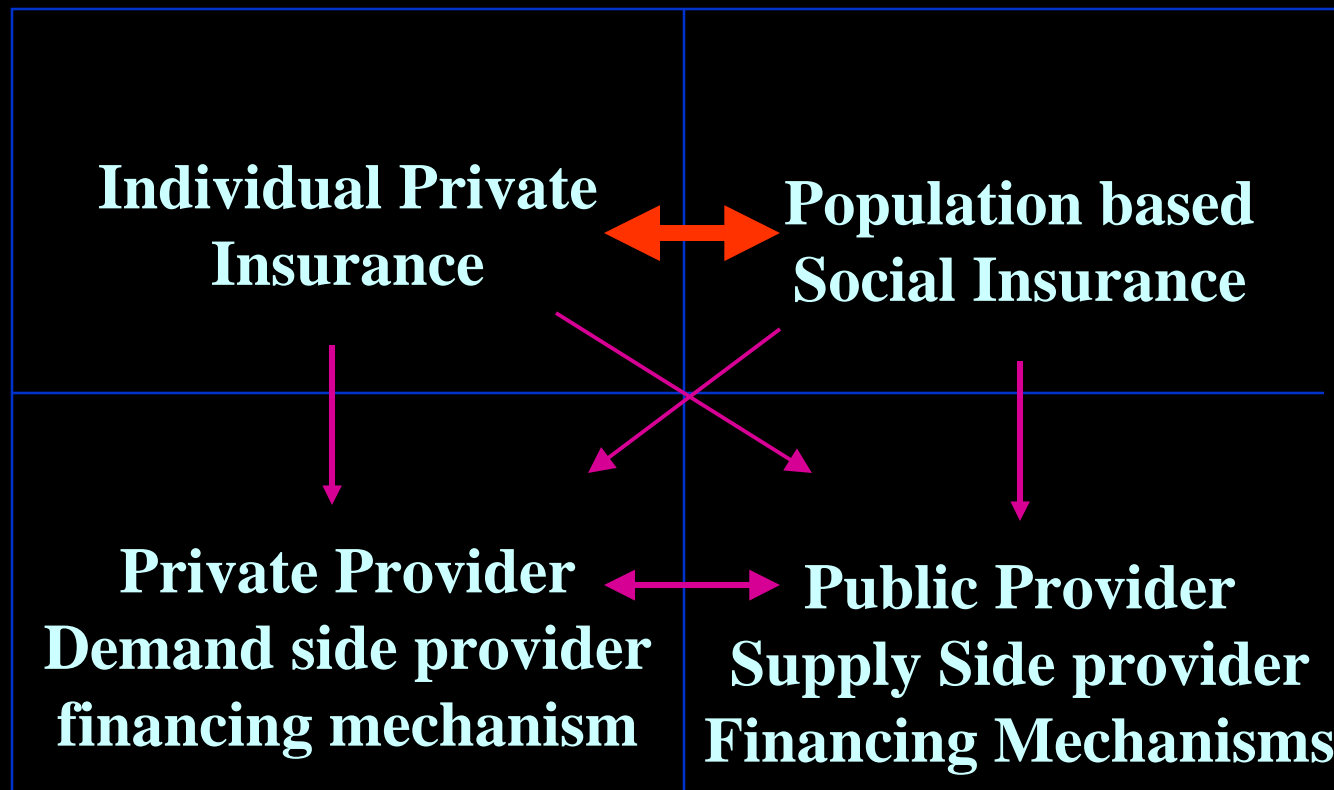 Individual Private
Insurance
Population based
Social Insurance
Private Provider
Demand side provider
financing mechanism
Public Provider
Supply Side provider
Financing Mechanisms